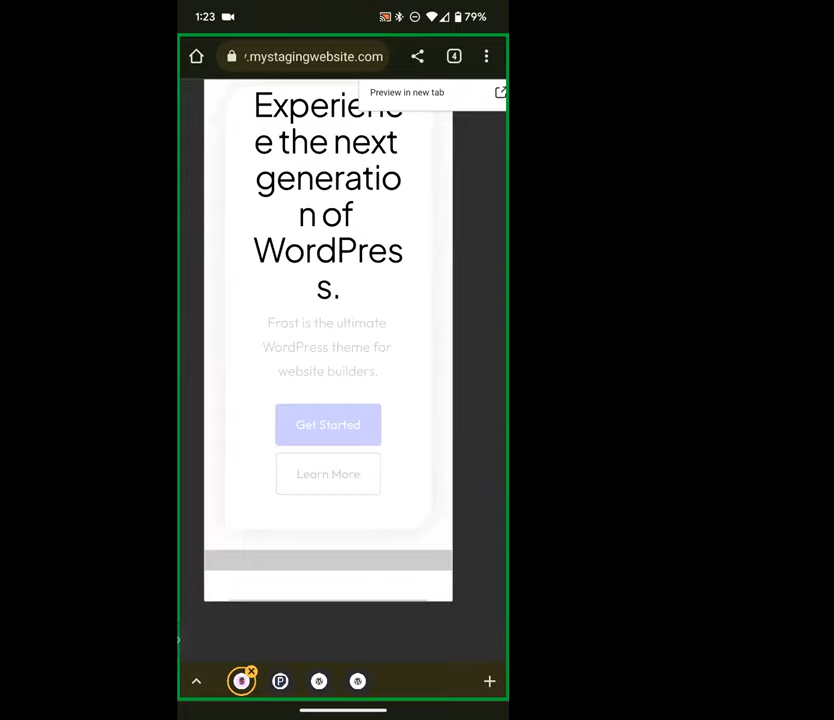 1:23
79%
/.mystagingwebsite.com
4
Preview in new tab
Experienc
e the next
generatio
n of
WordPres
s.
Frost is the ultimate
WordPress theme for
website builders.
Get Started
Learn More